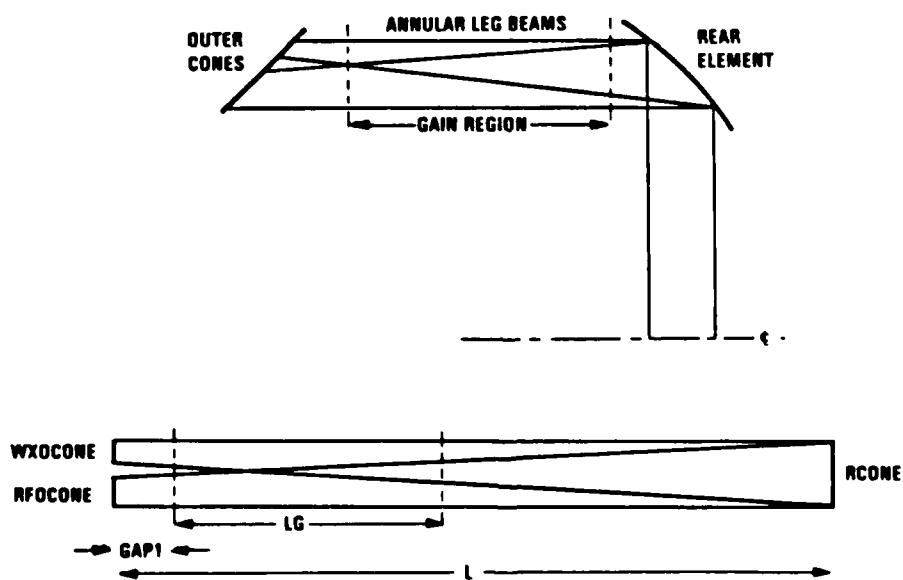 ANNULAR LEG BEAMS
OUTER
CONES
REAR
ELEMENT
GAIN REGION
℄
WXOCONE
RFOCONE
RCONE
LG
GAP1
L